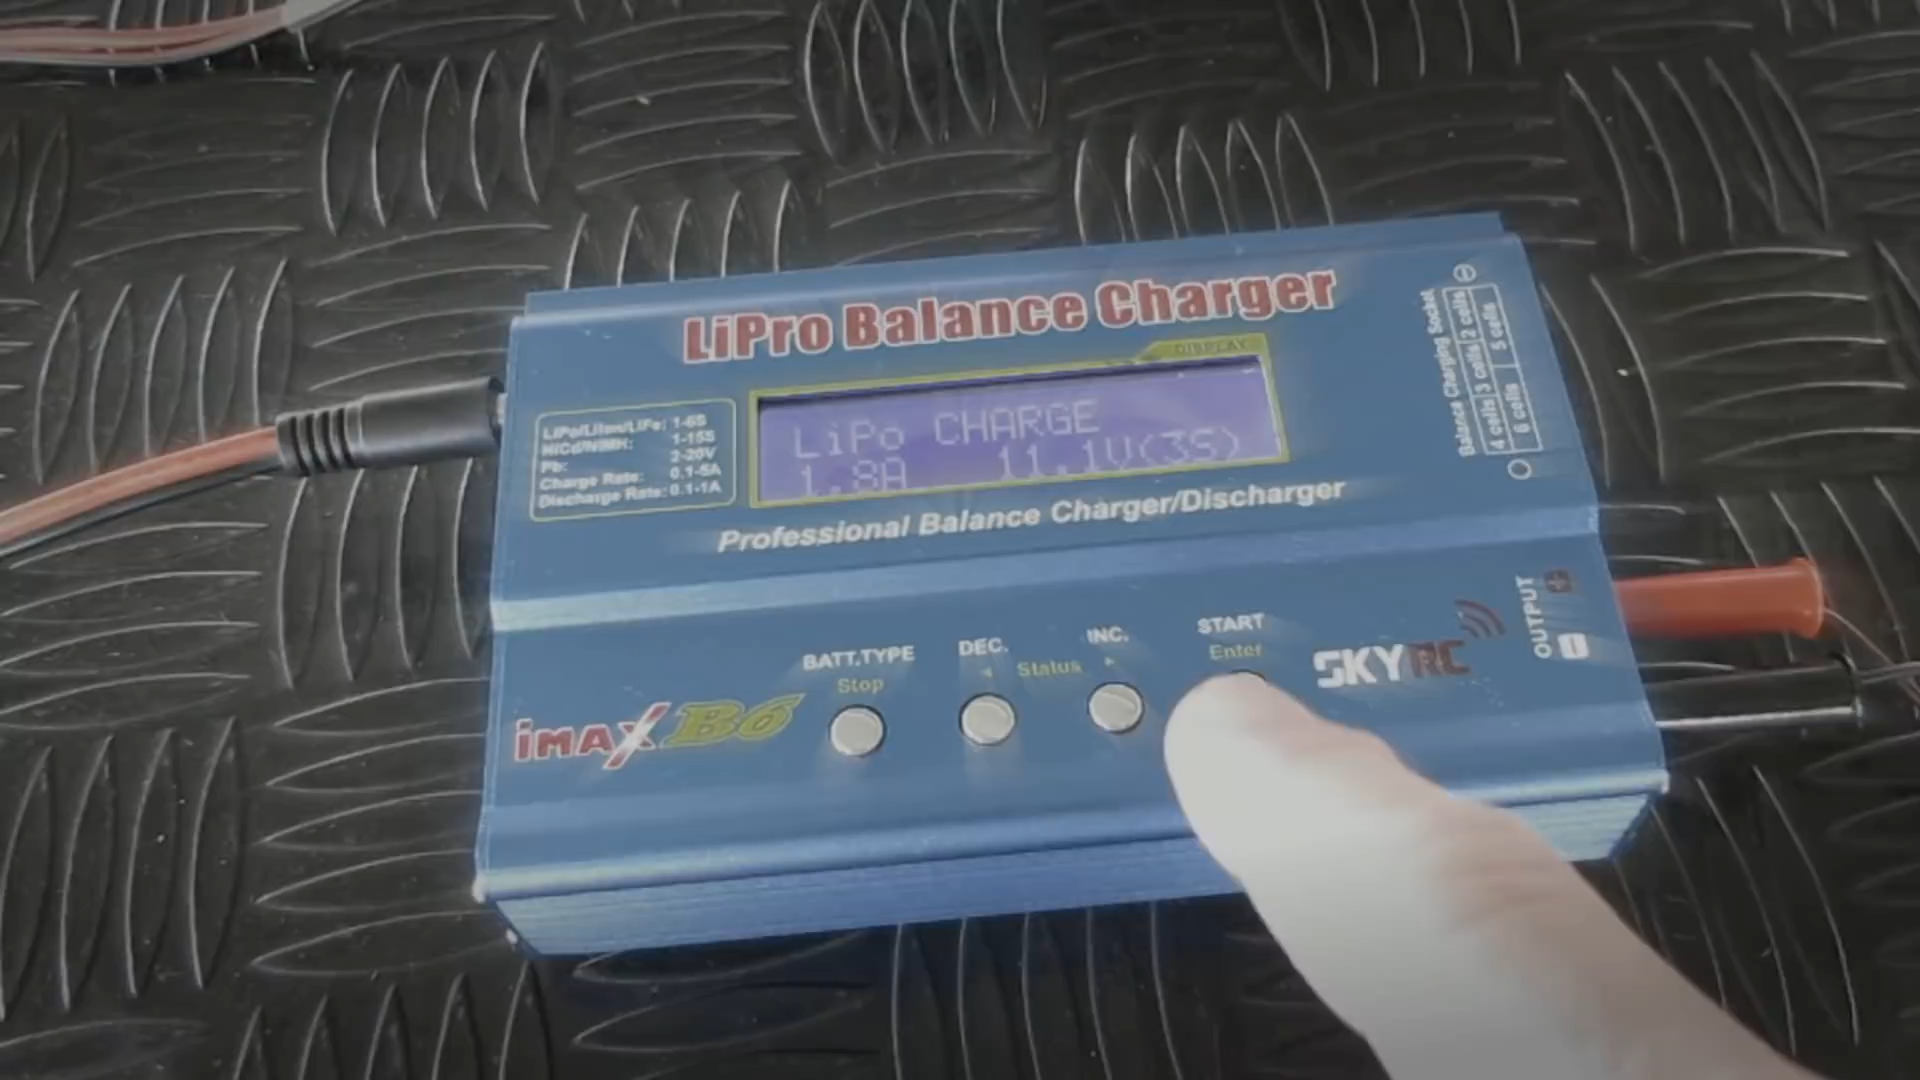 LiPro Balance Charger
DISPLAY
LiPo CHARGE
1.8A 11.1V(3S)
LiPo/LiIon/LiFe: 1-6S
NiCd/NiMH: 1-15S
Pb: 2-20V
Charge Rate: 0.1-5A
Discharge Rate: 0.1-1A
Professional Balance Charger/Discharger
Balance Charging Socket
4 cells 3 cells 2 cells
6 cells 5 cells
OUTPUT
BATT.TYPE
Stop
DEC.
Status
INC.
START
Enter
iMAX B6
SKYRC